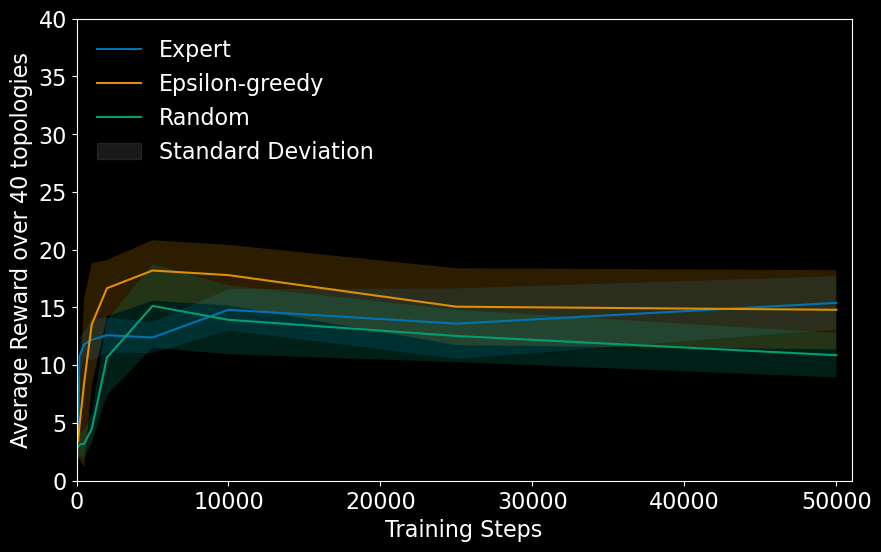 Average Reward over 40 topologies
40
35
30
25
20
15
10
5
0
Expert
Epsilon-greedy
Random
Standard Deviation
0 10000 20000 30000 40000 50000
Training Steps